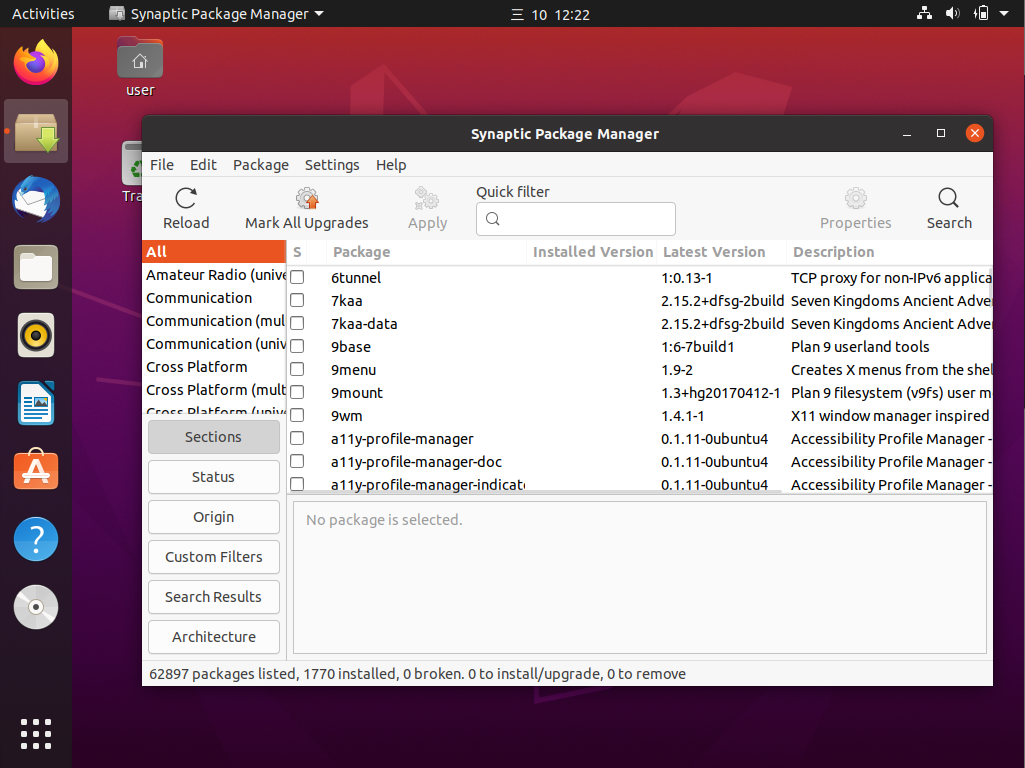 Activities
Synaptic Package Manager
三 10 12:22
user
Synaptic Package Manager
File Edit Package Settings Help
Reload
Mark All Upgrades
Apply
Quick filter
Properties
Search
All
Amateur Radio (unive
Communication
Communication (mul
Communication (univ
Cross Platform
Cross Platform (mult
Cross Platform (unive
Sections
Status
Origin
Custom Filters
Search Results
Architecture
S Package Installed Version Latest Version Description
6tunnel 1:0.13-1 TCP proxy for non-IPv6 applica
7kaa 2.15.2+dfsg-2build Seven Kingdoms Ancient Adve
7kaa-data 2.15.2+dfsg-2build Seven Kingdoms Ancient Adve
9base 1:6-7build1 Plan 9 userland tools
9menu 1.9-2 Creates X menus from the shel
9mount 1.3+hg20170412-1 Plan 9 filesystem (v9fs) user m
9wm 1.4.1-1 X11 window manager inspired
a11y-profile-manager 0.1.11-0ubuntu4 Accessibility Profile Manager -
a11y-profile-manager-doc 0.1.11-0ubuntu4 Accessibility Profile Manager -
a11y-profile-manager-indicato 0.1.11-0ubuntu4 Accessibility Profile Manager -
No package is selected.
62897 packages listed, 1770 installed, 0 broken. 0 to install/upgrade, 0 to remove